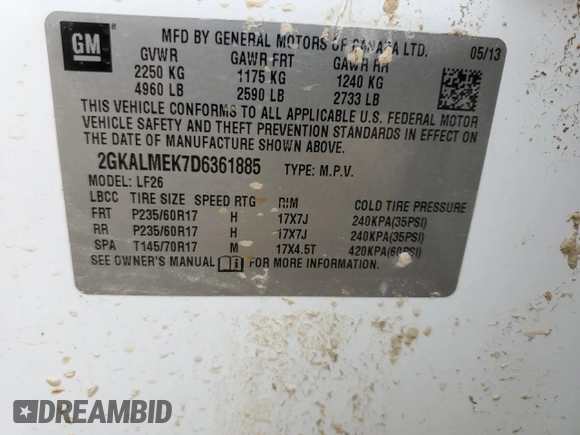 GM
MFD BY GENERAL MOTORS OF CANADA LTD. 05/13
GVWR GAWR FRT GAWR RR
2250 KG 1175 KG 1240 KG
4960 LB 2590 LB 2733 LB
THIS VEHICLE CONFORMS TO ALL APPLICABLE U.S. FEDERAL MOTOR
VEHICLE SAFETY AND THEFT PREVENTION STANDARDS IN EFFECT ON
THE DATE OF MANUFACTURE SHOWN ABOVE.
2GKALMEK7D6361885 TYPE: M.P.V.
MODEL: LF26
LBCC TIRE SIZE SPEED RTG RIM COLD TIRE PRESSURE
FRT P235/60R17 H 17X7J 240KPA(35PSI)
RR P235/60R17 H 17X7J 240KPA(35PSI)
SPA T145/70R17 M 17X4.5T 420KPA(60PSI)
SEE OWNER'S MANUAL FOR MORE INFORMATION.
DREAMBID